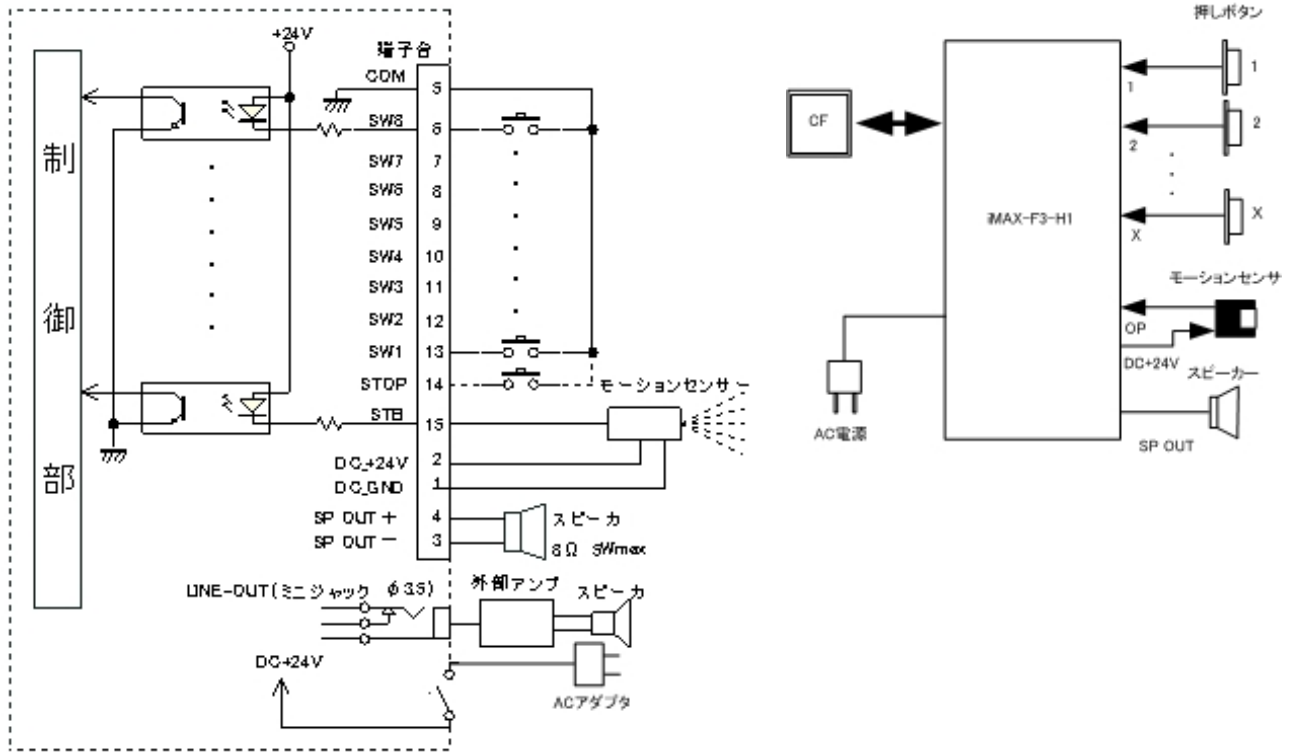 +24V
端子台
COM
5
SW8
6
SW7
7
SW6
8
SW5
9
SW4
10
SW3
11
SW2
12
SW1
13
STOP
14
STB
15
モーションセンサー
DC_+24V
2
DC_GND
1
SP OUT +
4
SP OUT -
3
スピーカ
8Ω
制御部
LINE-OUT(ミニジャック φ3.5)
外部アンプ
スピーカ
DC+24V
ACアダプタ
押しボタン
1
1
2
2
X
X
CF
iMAX-F3-H1
モーションセンサ
OP
DC+24V
スピーカー
SP OUT
AC電源